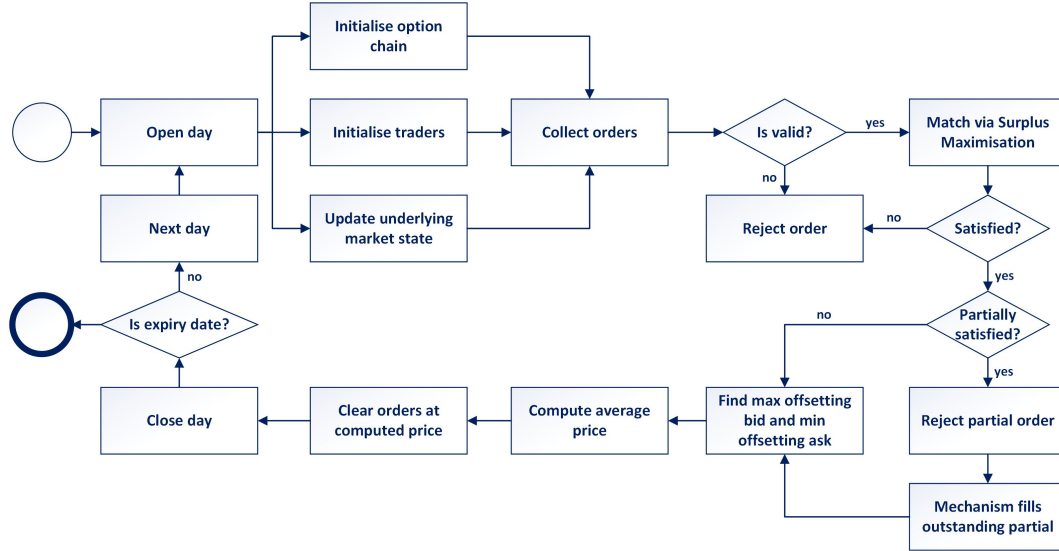 Initialise option
chain
Open day
Initialise traders
Collect orders
Is valid?
yes
Match via Surplus
Maximisation
no
Next day
Update underlying
market state
Reject order
no
Satisfied?
no
yes
Is expiry date?
no
Partially
satisfied?
yes
Close day
Clear orders at
computed price
Compute average
price
Find max offsetting
bid and min
offsetting ask
Reject partial order
Mechanism fills
outstanding partial